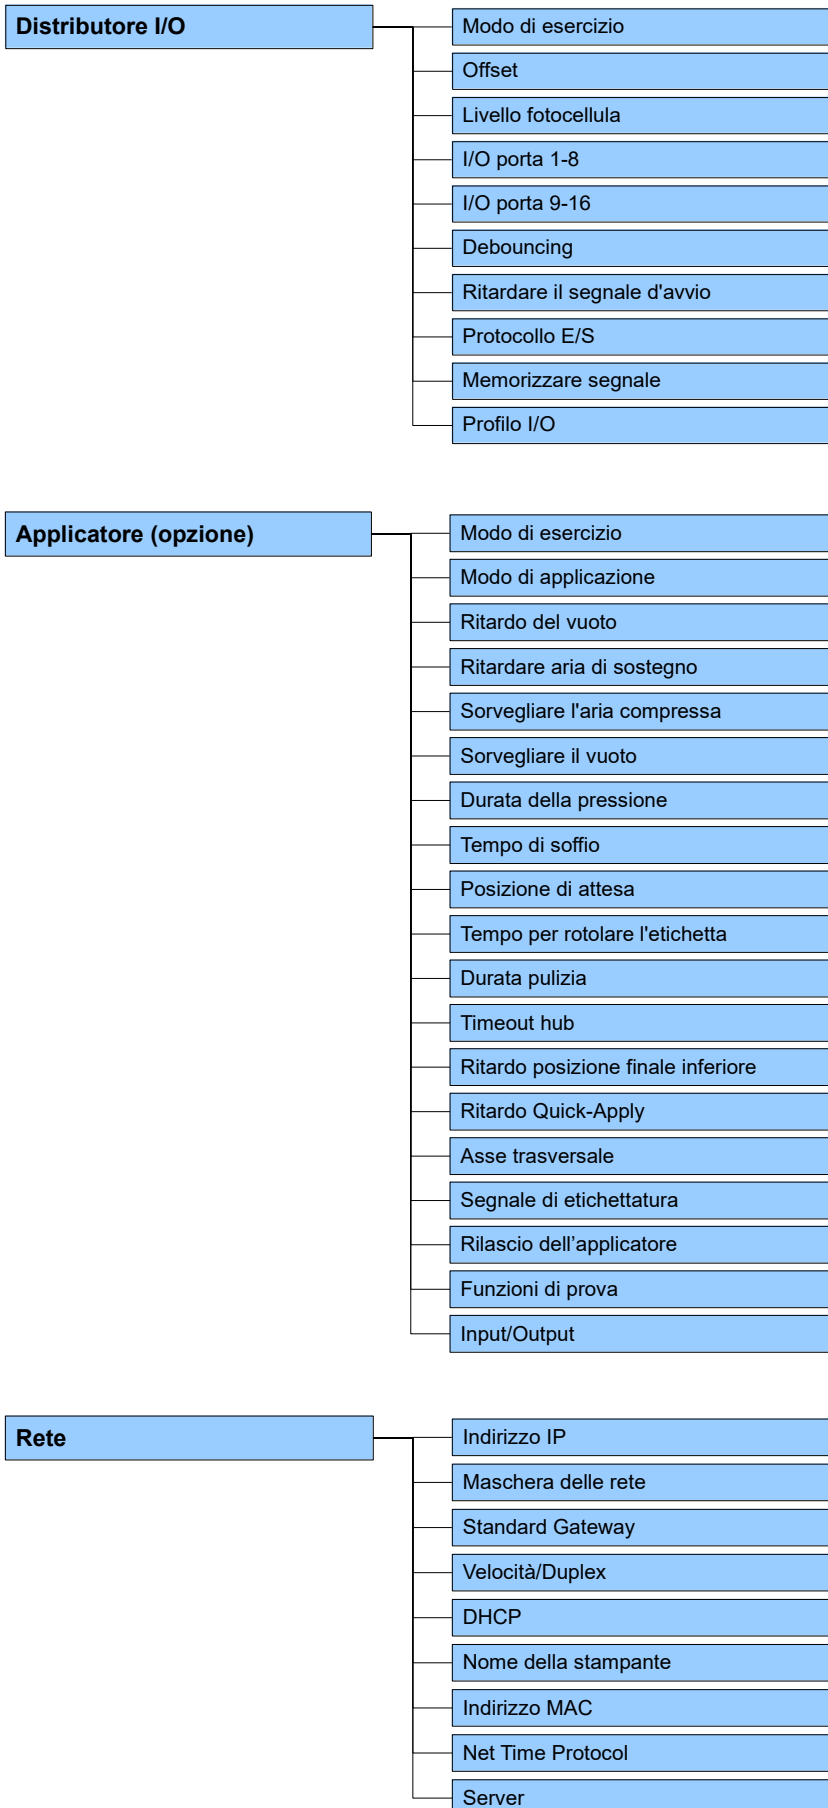 Distributore I/O
Modo di esercizio
Offset
Livello fotocellula
I/O porta 1-8
I/O porta 9-16
Debouncing
Ritardare il segnale d'avvio
Protocollo E/S
Memorizzare segnale
Profilo I/O
Applicatore (opzione)
Modo di esercizio
Modo di applicazione
Ritardo del vuoto
Ritardare aria di sostegno
Sorvegliare l'aria compressa
Sorvegliare il vuoto
Durata della pressione
Tempo di soffio
Posizione di attesa
Tempo per rotolare l'etichetta
Durata pulizia
Timeout hub
Ritardo posizione finale inferiore
Ritardo Quick-Apply
Asse trasversale
Segnale di etichettatura
Rilascio dell’applicatore
Funzioni di prova
Input/Output
Rete
Indirizzo IP
Maschera delle rete
Standard Gateway
Velocità/Duplex
DHCP
Nome della stampante
Indirizzo MAC
Net Time Protocol
Server